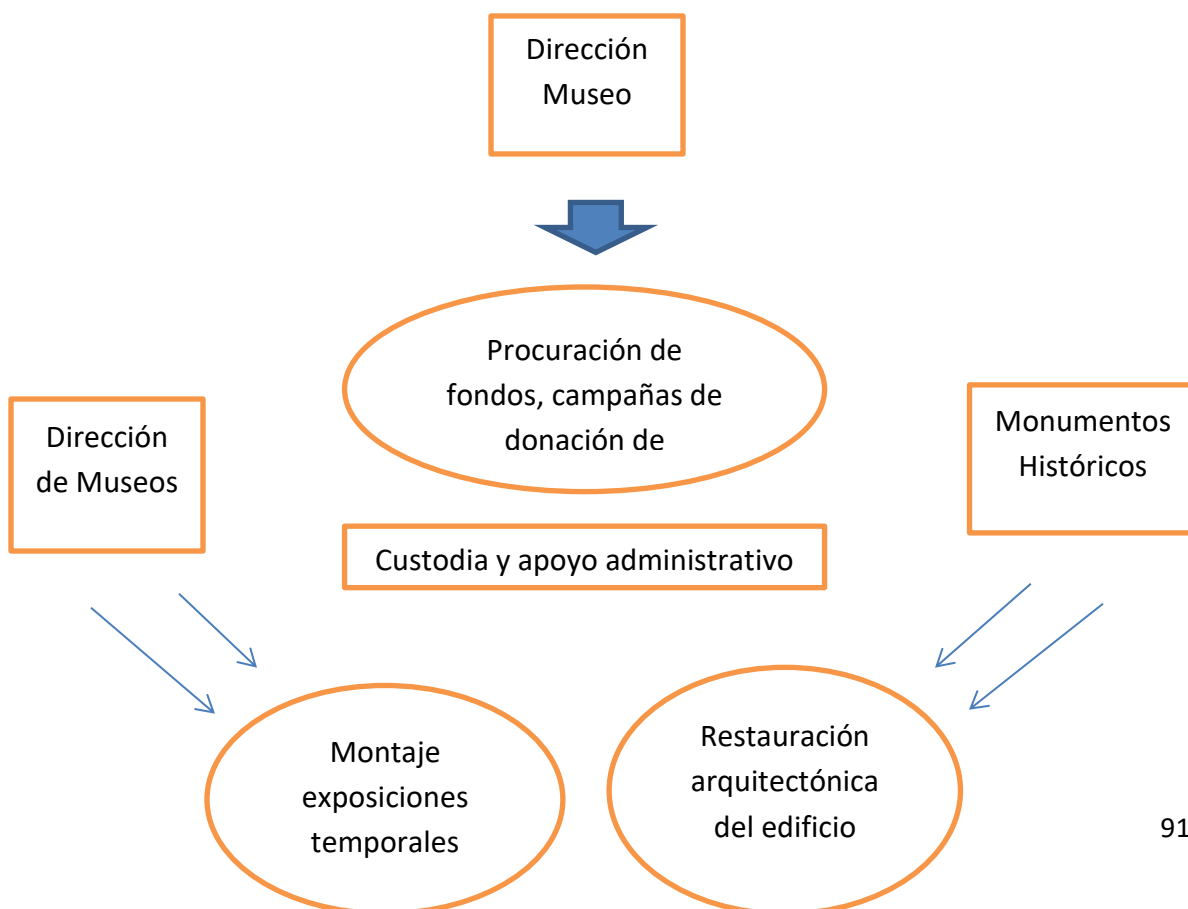 Dirección
Museo
Procuración de
fondos, campañas de
donación de
Dirección
de Museos
Monumentos
Históricos
Custodia y apoyo administrativo
Montaje
exposiciones
temporales
Restauración
arquitectónica
del edificio
91